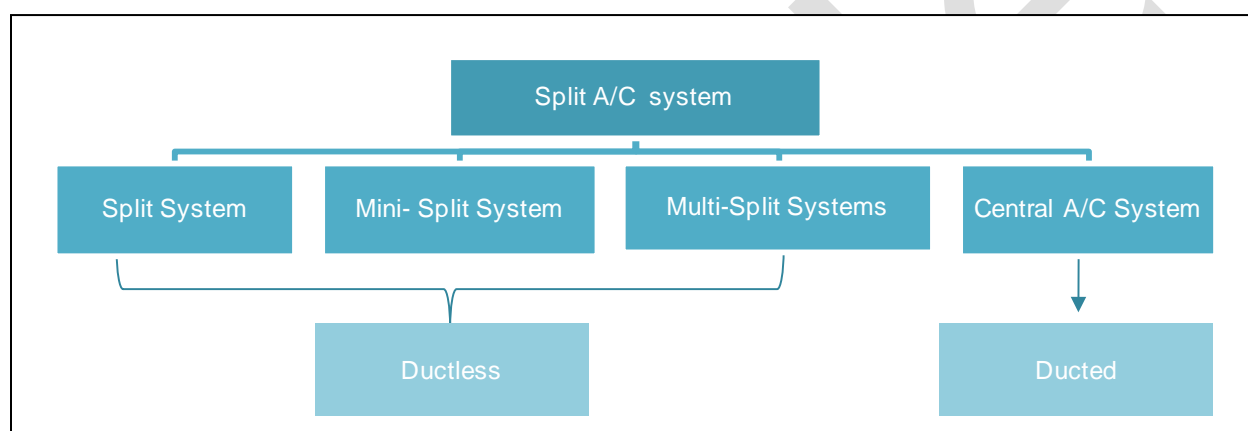 Split A/C system
Split System
Mini- Split System
Multi-Split Systems
Central A/C System
Ductless
Ducted